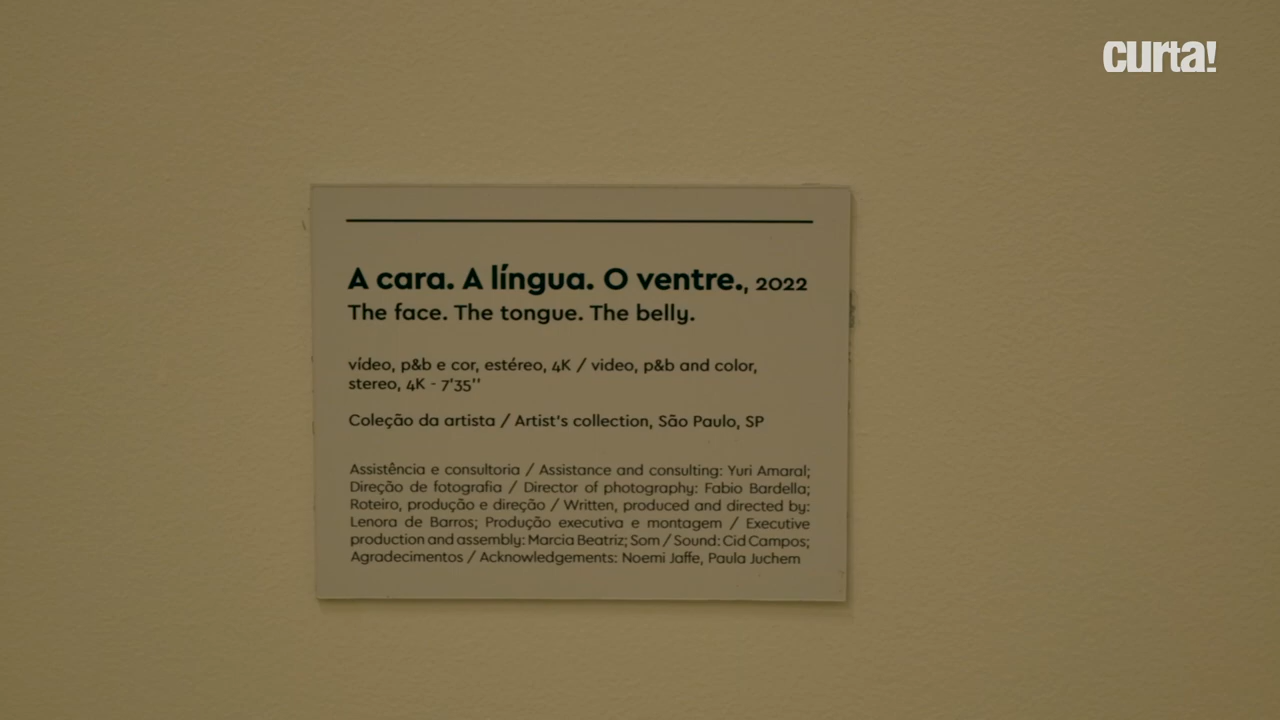 curta!
A cara. A língua. O ventre., 2022
The face. The tongue. The belly.
vídeo, p&b e cor, estéreo, 4K / video, p&b and color,
stereo, 4K - 7'35''
Coleção da artista / Artist's collection, São Paulo, SP
Assistência e consultoria / Assistance and consulting: Yuri Amaral;
Direção de fotografia / Director of photography: Fabio Bardella;
Roteiro, produção e direção / Written, produced and directed by:
Lenora de Barros; Produção executiva e montagem / Executive
production and assembly: Marcia Beatriz; Som / Sound: Cid Campos;
Agradecimentos / Acknowledgements: Noemi Jaffe, Paula Juchem